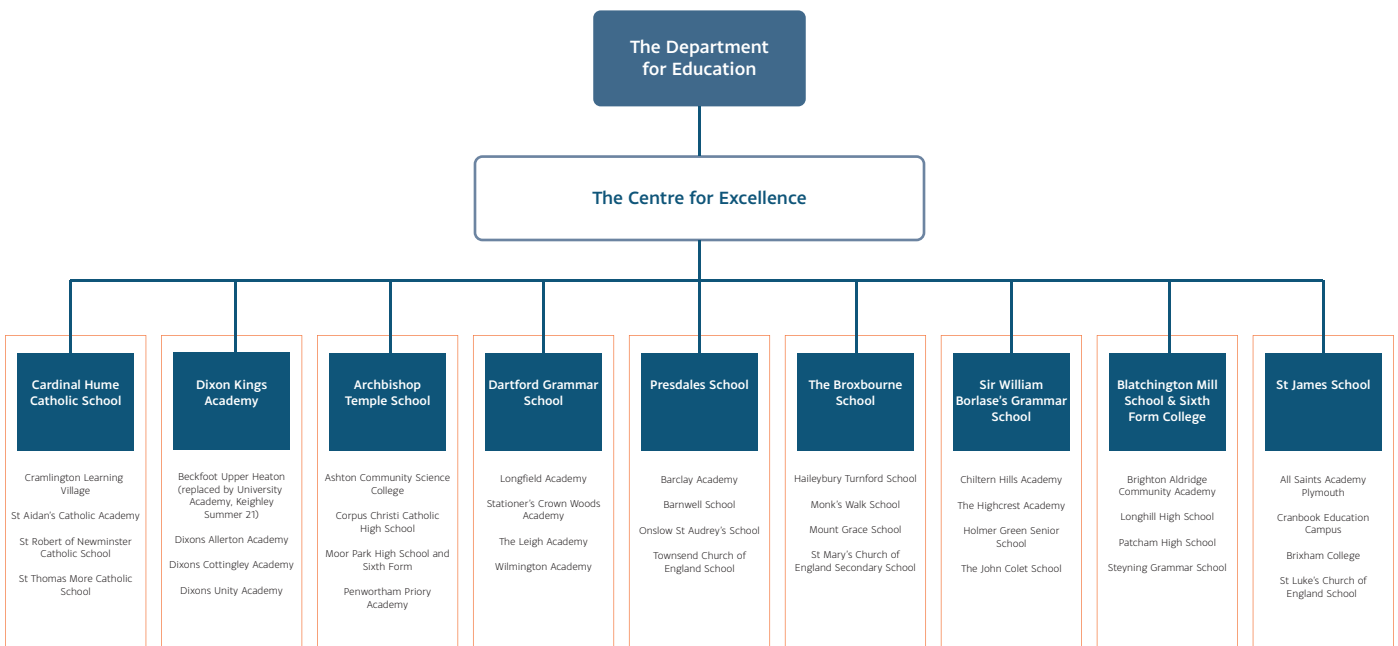 The Department
for Education
The Centre for Excellence
Cardinal Hume
Catholic School
Cramlington Learning
Village
St Aidan's Catholic Academy
St Robert of Newminster
Catholic School
St Thomas More Catholic
School
Dixon Kings
Academy
Beckfoot Upper Heaton
(replaced by University
Academy, Keighley
Summer 21)
Dixons Allerton Academy
Dixons Cottingley Academy
Dixons Unity Academy
Archbishop
Temple School
Ashton Community Science
College
Corpus Christi Catholic
High School
Moor Park High School and
Sixth Form
Penwortham Priory
Academy
Dartford Grammar
School
Longfield Academy
Stationer's Crown Woods
Academy
The Leigh Academy
Wilmington Academy
Presdales School
Barclay Academy
Barnwell School
Onslow St Audrey's School
Townsend Church of
England School
The Broxbourne
School
Haileybury Turnford School
Monk's Walk School
Mount Grace School
St Mary's Church of
England Secondary School
Sir William
Borlase's Grammar
School
Chiltern Hills Academy
The Highcrest Academy
Holmer Green Senior
School
The John Colet School
Blatchington Mill
School & Sixth
Form College
Brighton Aldridge
Community Academy
Longhill High School
Patcham High School
Steyning Grammar School
St James School
All Saints Academy
Plymouth
Cranbook Education
Campus
Brixham College
St Luke's Church of
England School